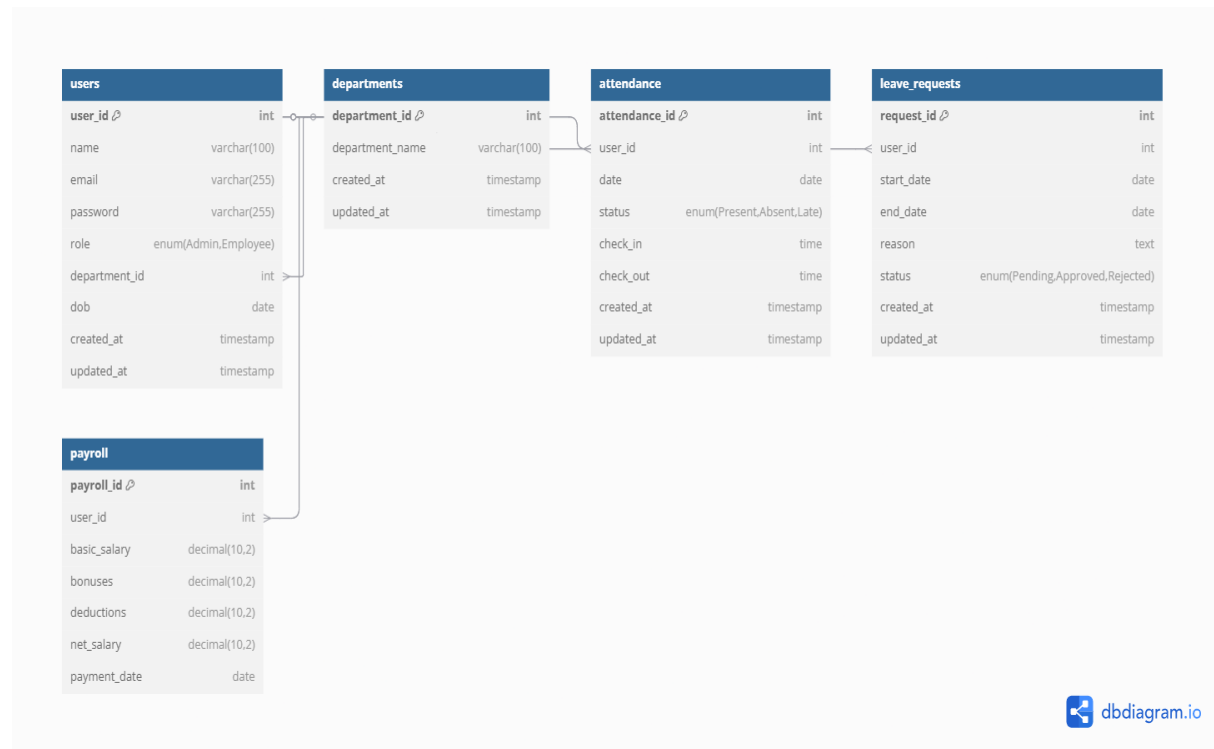 users
user_id int
name varchar(100)
email varchar(255)
password varchar(255)
role enum(Admin,Employee)
department_id int
dob date
created_at timestamp
updated_at timestamp
departments
department_id int
department_name varchar(100)
created_at timestamp
updated_at timestamp
attendance
attendance_id int
user_id int
date date
status enum(Present,Absent,Late)
check_in time
check_out time
created_at timestamp
updated_at timestamp
leave_requests
request_id int
user_id int
start_date date
end_date date
reason text
status enum(Pending,Approved,Rejected)
created_at timestamp
updated_at timestamp
payroll
payroll_id int
user_id int
basic_salary decimal(10,2)
bonuses decimal(10,2)
deductions decimal(10,2)
net_salary decimal(10,2)
payment_date date
dbdiagram.io